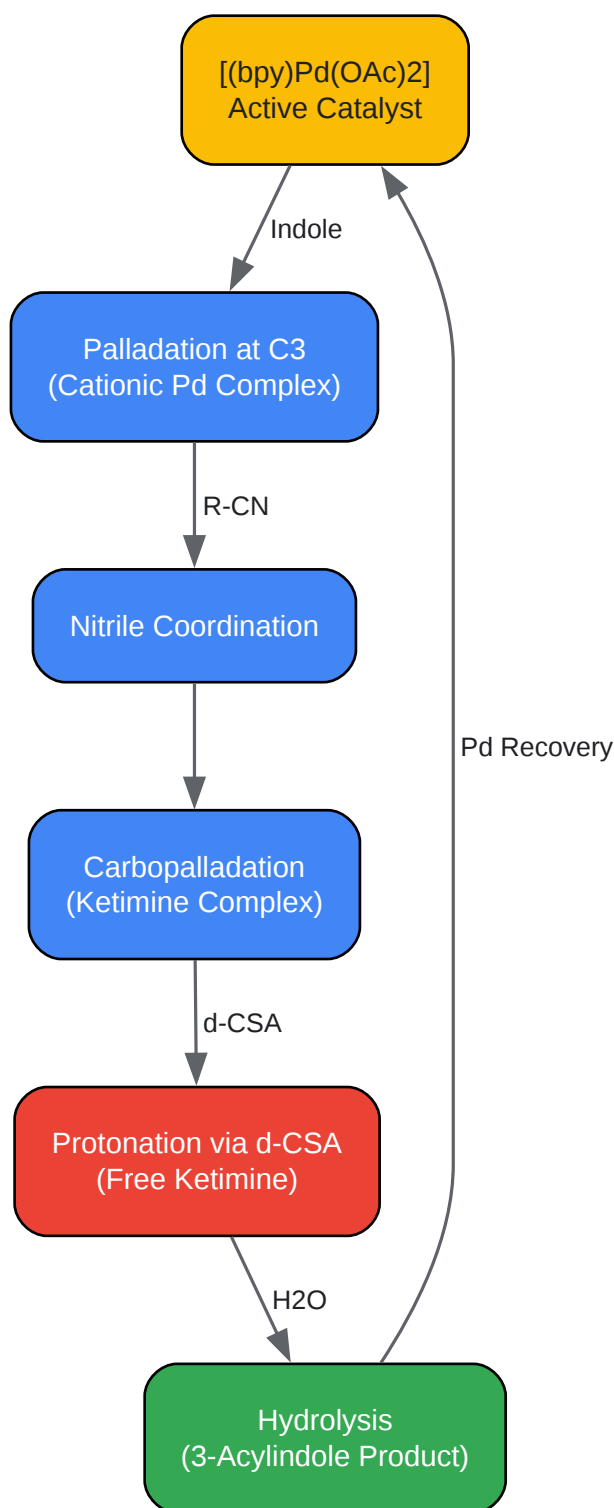 [(bpy)Pd(OAc)2]
Active Catalyst
Indole
Palladation at C3
(Cationic Pd Complex)
R-CN
Nitrile Coordination
Pd Recovery
Carbopalladation
(Ketimine Complex)
d-CSA
Protonation via d-CSA
(Free Ketimine)
H2O
Hydrolysis
(3-Acylindole Product)